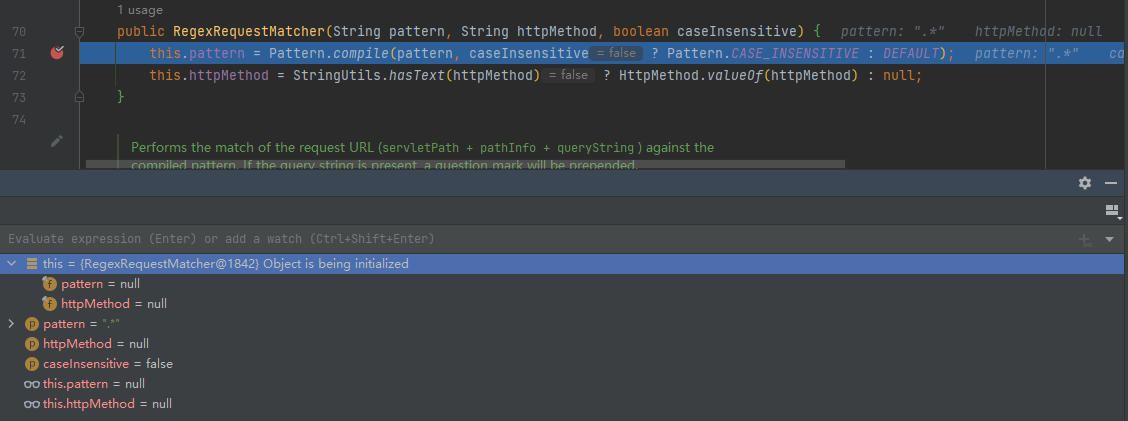 1 usage
70 public RegexRequestMatcher(String pattern, String httpMethod, boolean caseInsensitive) { pattern: ".*" httpMethod: null
71 this.pattern = Pattern.compile(pattern, caseInsensitive = false ? Pattern.CASE_INSENSITIVE : DEFAULT); pattern: ".*" ca
72 this.httpMethod = StringUtils.hasText(httpMethod) = false ? HttpMethod.valueOf(httpMethod) : null;
73 }
74
Performs the match of the request URL (servletPath + pathInfo + queryString) against the
compiled pattern. If the query string is present, a question mark will be prepended.
Evaluate expression (Enter) or add a watch (Ctrl+Shift+Enter)
this = {RegexRequestMatcher@1842} Object is being initialized
f pattern = null
f httpMethod = null
p pattern = ".*"
p httpMethod = null
p caseInsensitive = false
this.pattern = null
this.httpMethod = null